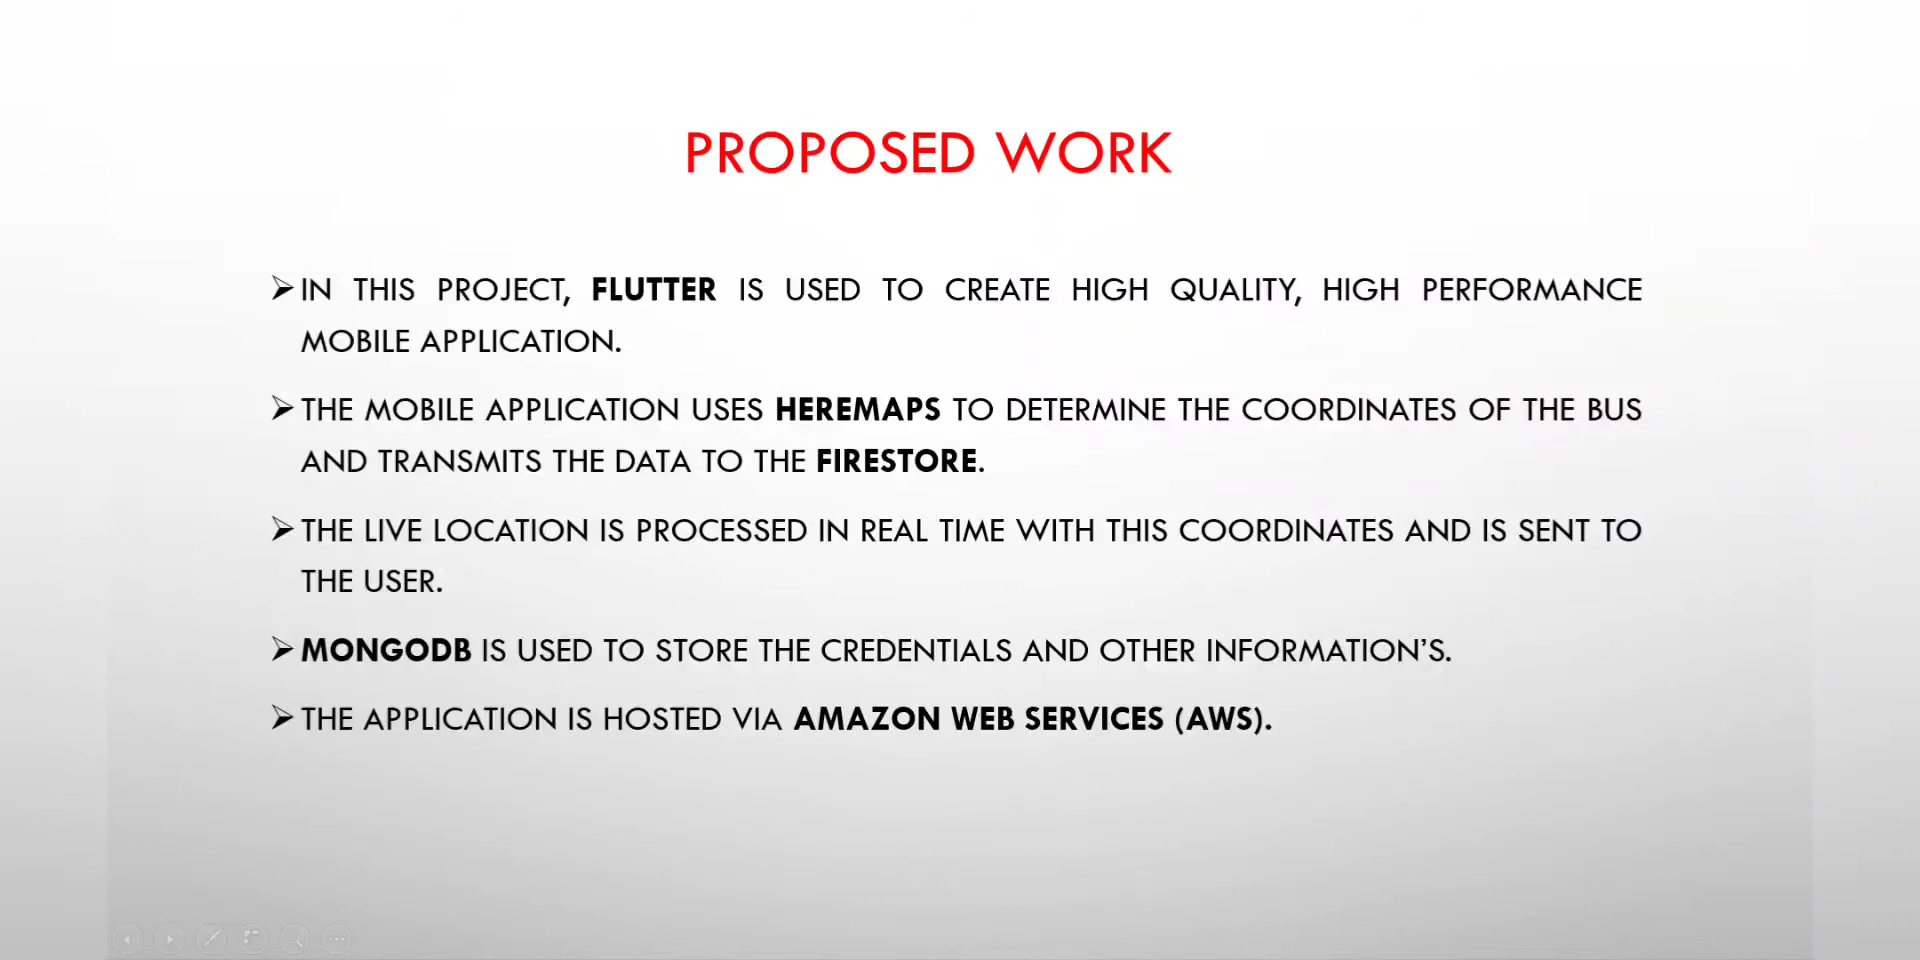 PROPOSED WORK
➢IN THIS PROJECT, FLUTTER IS USED TO CREATE HIGH QUALITY, HIGH PERFORMANCE
MOBILE APPLICATION.
➢THE MOBILE APPLICATION USES HEREMAPS TO DETERMINE THE COORDINATES OF THE BUS
AND TRANSMITS THE DATA TO THE FIRESTORE.
➢THE LIVE LOCATION IS PROCESSED IN REAL TIME WITH THIS COORDINATES AND IS SENT TO
THE USER.
➢MONGODB IS USED TO STORE THE CREDENTIALS AND OTHER INFORMATION’S.
➢THE APPLICATION IS HOSTED VIA AMAZON WEB SERVICES (AWS).